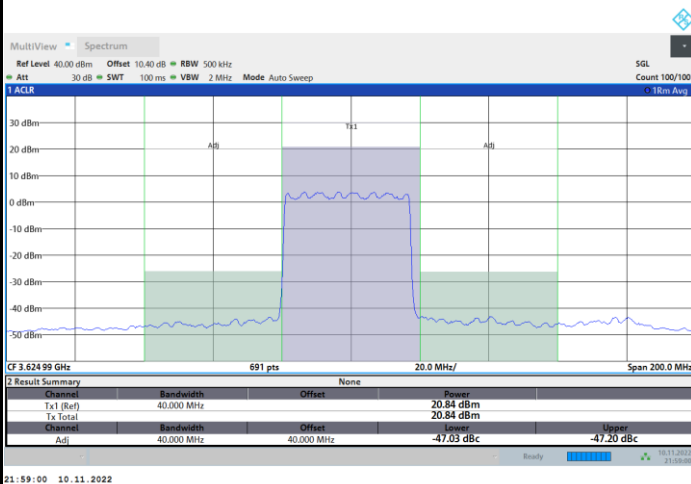 MultiView Spectrum
Ref Level 40.00 dBm Offset 10.40 dB RBW 500 kHz SGL
Att 30 dB SWT 100 ms VBW 2 MHz Mode Auto Sweep Count 100/100
1 ACLR 1Rm Avg
Tx1
30 dBm
Adj Adj
20 dBm
10 dBm
0 dBm
-10 dBm
-20 dBm
-30 dBm
-40 dBm
-50 dBm
CF 3.624 99 GHz 691 pts 20.0 MHz/ Span 200.0 MHz
2 Result Summary None
Channel Bandwidth Offset Power
Tx1 (Ref) 40.000 MHz 20.84 dBm
Tx Total 20.84 dBm
Channel Bandwidth Offset Lower Upper
Adj 40.000 MHz 40.000 MHz -47.03 dBc -47.20 dBc
Ready 10.11.2022
21:59:00
21:59:00 10.11.2022